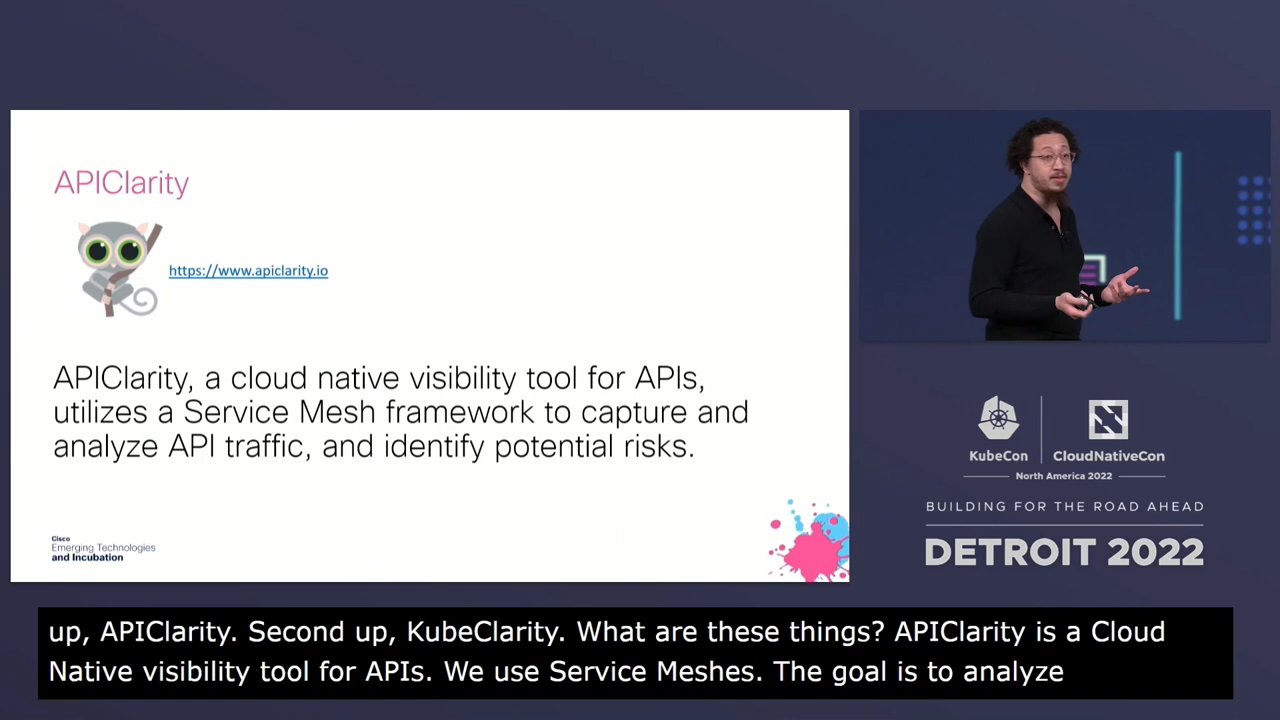 APIClarity
https://www.apiclarity.io
APIClarity, a cloud native visibility tool for APIs,
utilizes a Service Mesh framework to capture and
analyze API traffic, and identify potential risks.
Cisco
Emerging Technologies
and Incubation
KubeCon
CloudNativeCon
North America 2022
BUILDING FOR THE ROAD AHEAD
DETROIT 2022
up, APIClarity. Second up, KubeClarity. What are these things? APIClarity is a Cloud
Native visibility tool for APIs. We use Service Meshes. The goal is to analyze